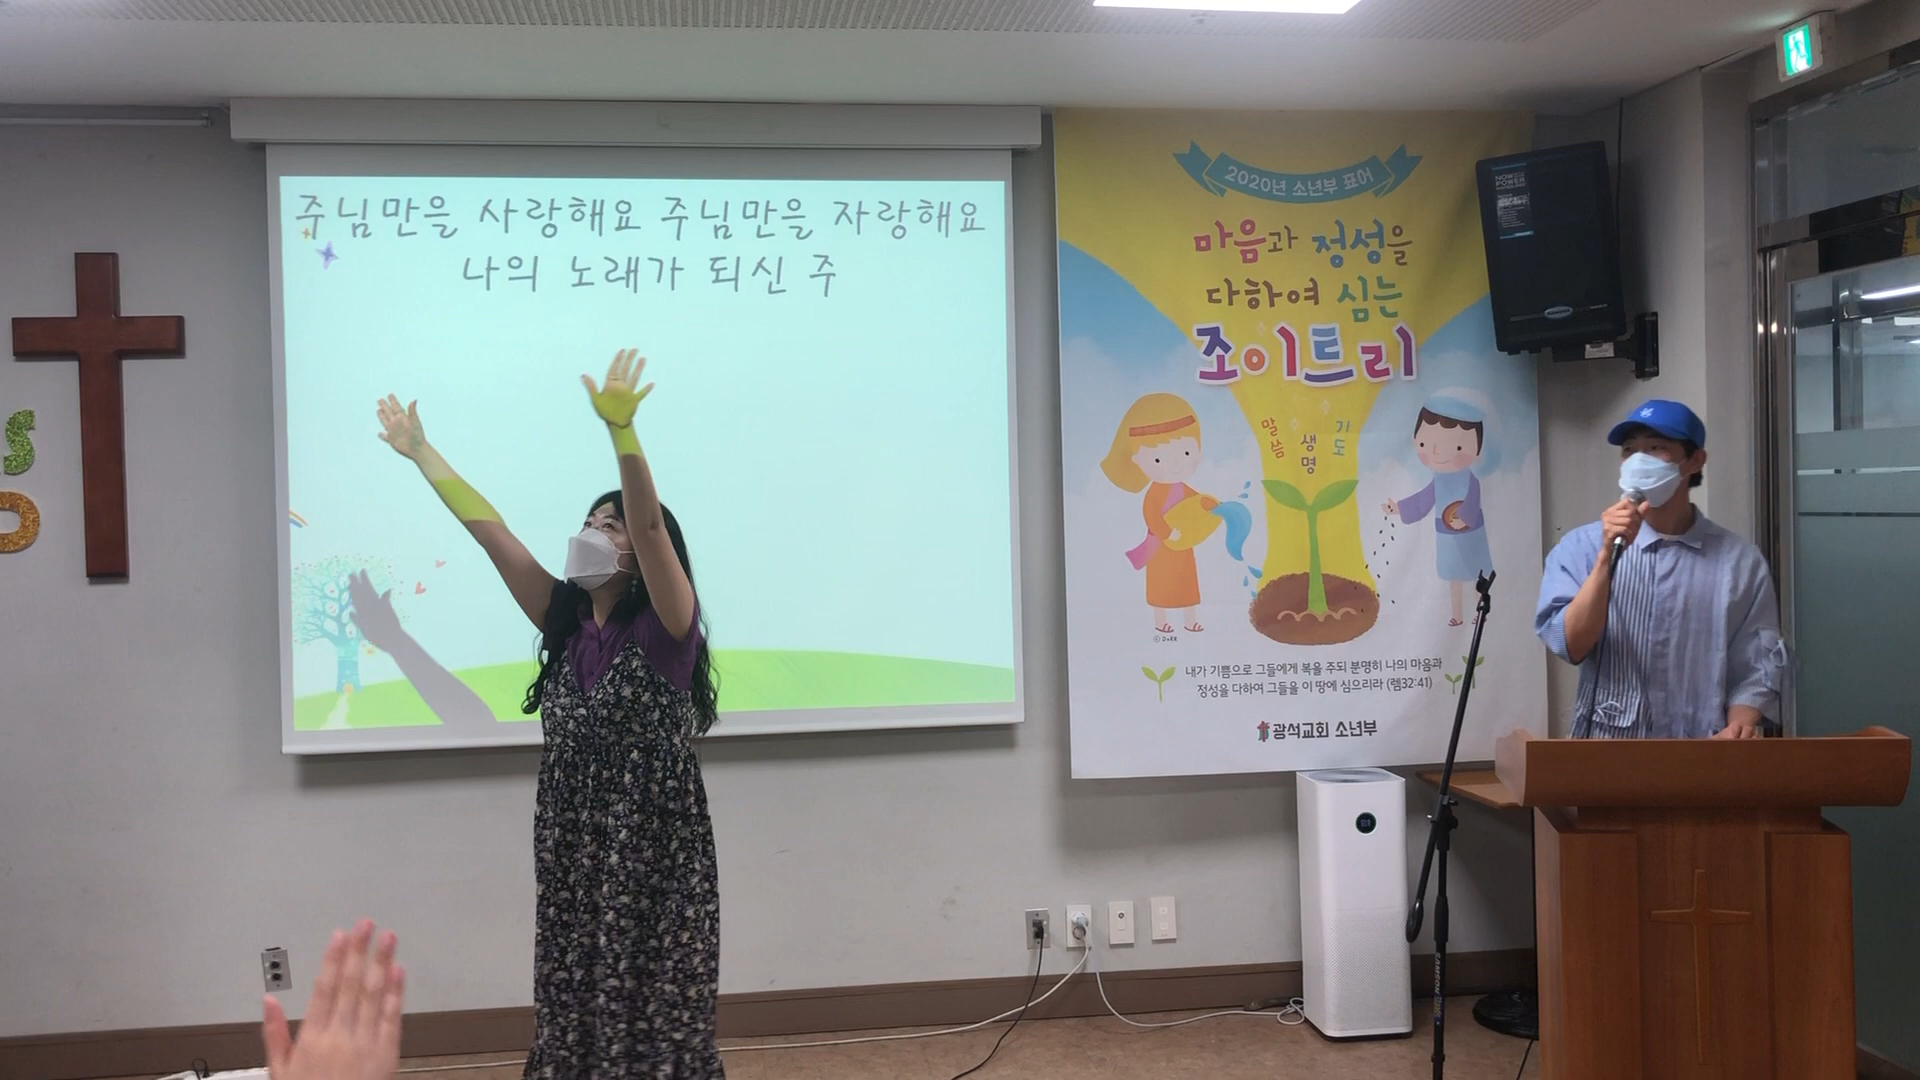 주님만을 사랑해요 주님만을 자랑해요
나의 노래가 되신 주
2020년 소년부 표어
마음과 정성을
다하여 심는
조이트리
말씀
생명
기도
내가 기쁨으로 그들에게 복을 주되 분명히 나의 마음과
정성을 다하여 그들을 이 땅에 심으리라 (렘32:41)
광석교회 소년부
NOW
POWER
S
SAMSON